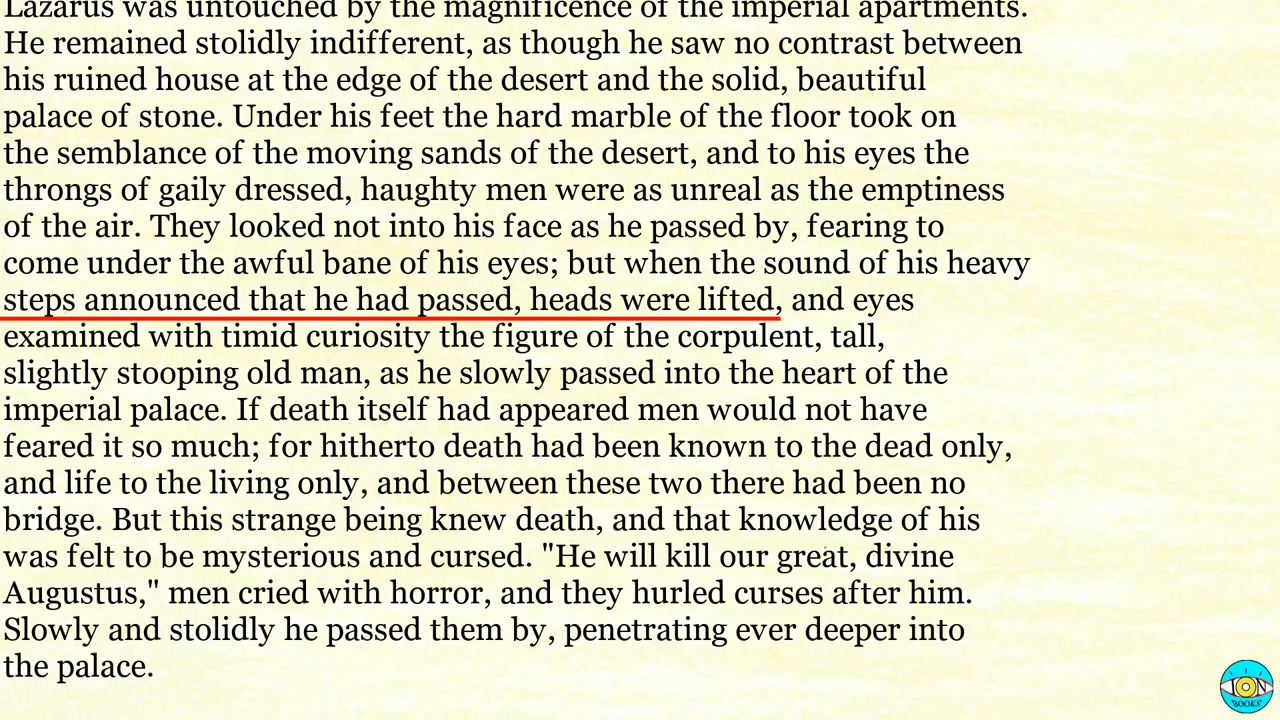 Lazarus was untouched by the magnificence of the imperial apartments.
He remained stolidly indifferent, as though he saw no contrast between
his ruined house at the edge of the desert and the solid, beautiful
palace of stone. Under his feet the hard marble of the floor took on
the semblance of the moving sands of the desert, and to his eyes the
throngs of gaily dressed, haughty men were as unreal as the emptiness
of the air. They looked not into his face as he passed by, fearing to
come under the awful bane of his eyes; but when the sound of his heavy
steps announced that he had passed, heads were lifted, and eyes
examined with timid curiosity the figure of the corpulent, tall,
slightly stooping old man, as he slowly passed into the heart of the
imperial palace. If death itself had appeared men would not have
feared it so much; for hitherto death had been known to the dead only,
and life to the living only, and between these two there had been no
bridge. But this strange being knew death, and that knowledge of his
was felt to be mysterious and cursed. "He will kill our great, divine
Augustus," men cried with horror, and they hurled curses after him.
Slowly and stolidly he passed them by, penetrating ever deeper into
the palace.
ION
BOOKS